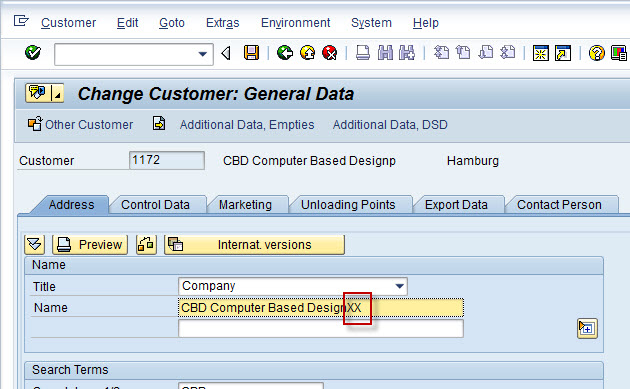 Customer Edit Goto Extras Environment System Help
Change Customer: General Data
Other Customer Additional Data, Empties Additional Data, DSD
Customer 1172 CBD Computer Based Designp Hamburg
Address Control Data Marketing Unloading Points Export Data Contact Person
Preview Internat. versions
Name
Title Company
Name CBD Computer Based DesignXX
Search Terms